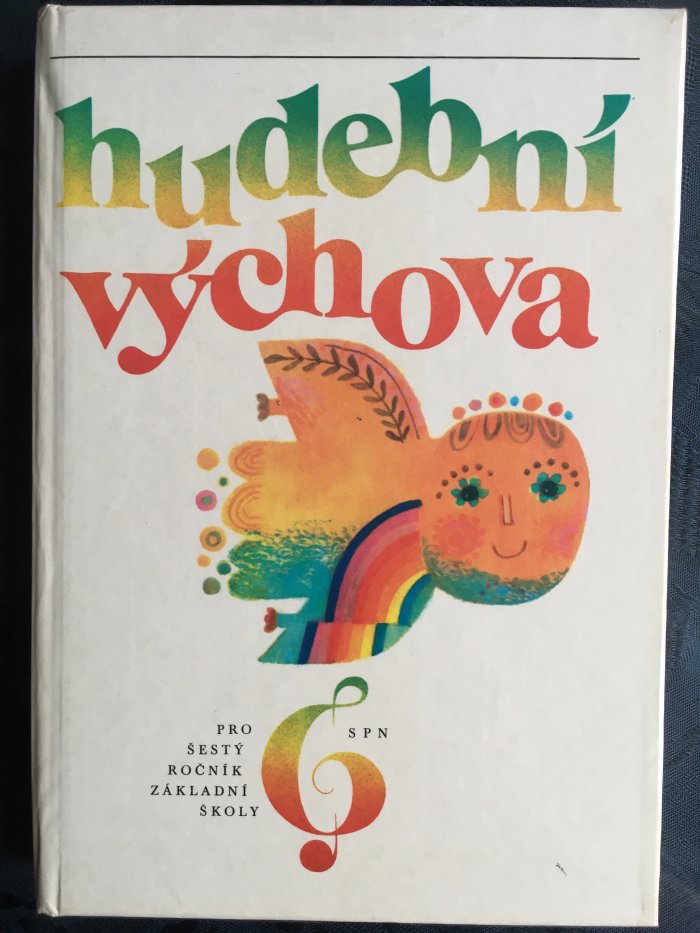 hudební
výchova
PRO
ŠESTÝ
ROČNÍK
ZÁKLADNÍ
ŠKOLY
6
SPN